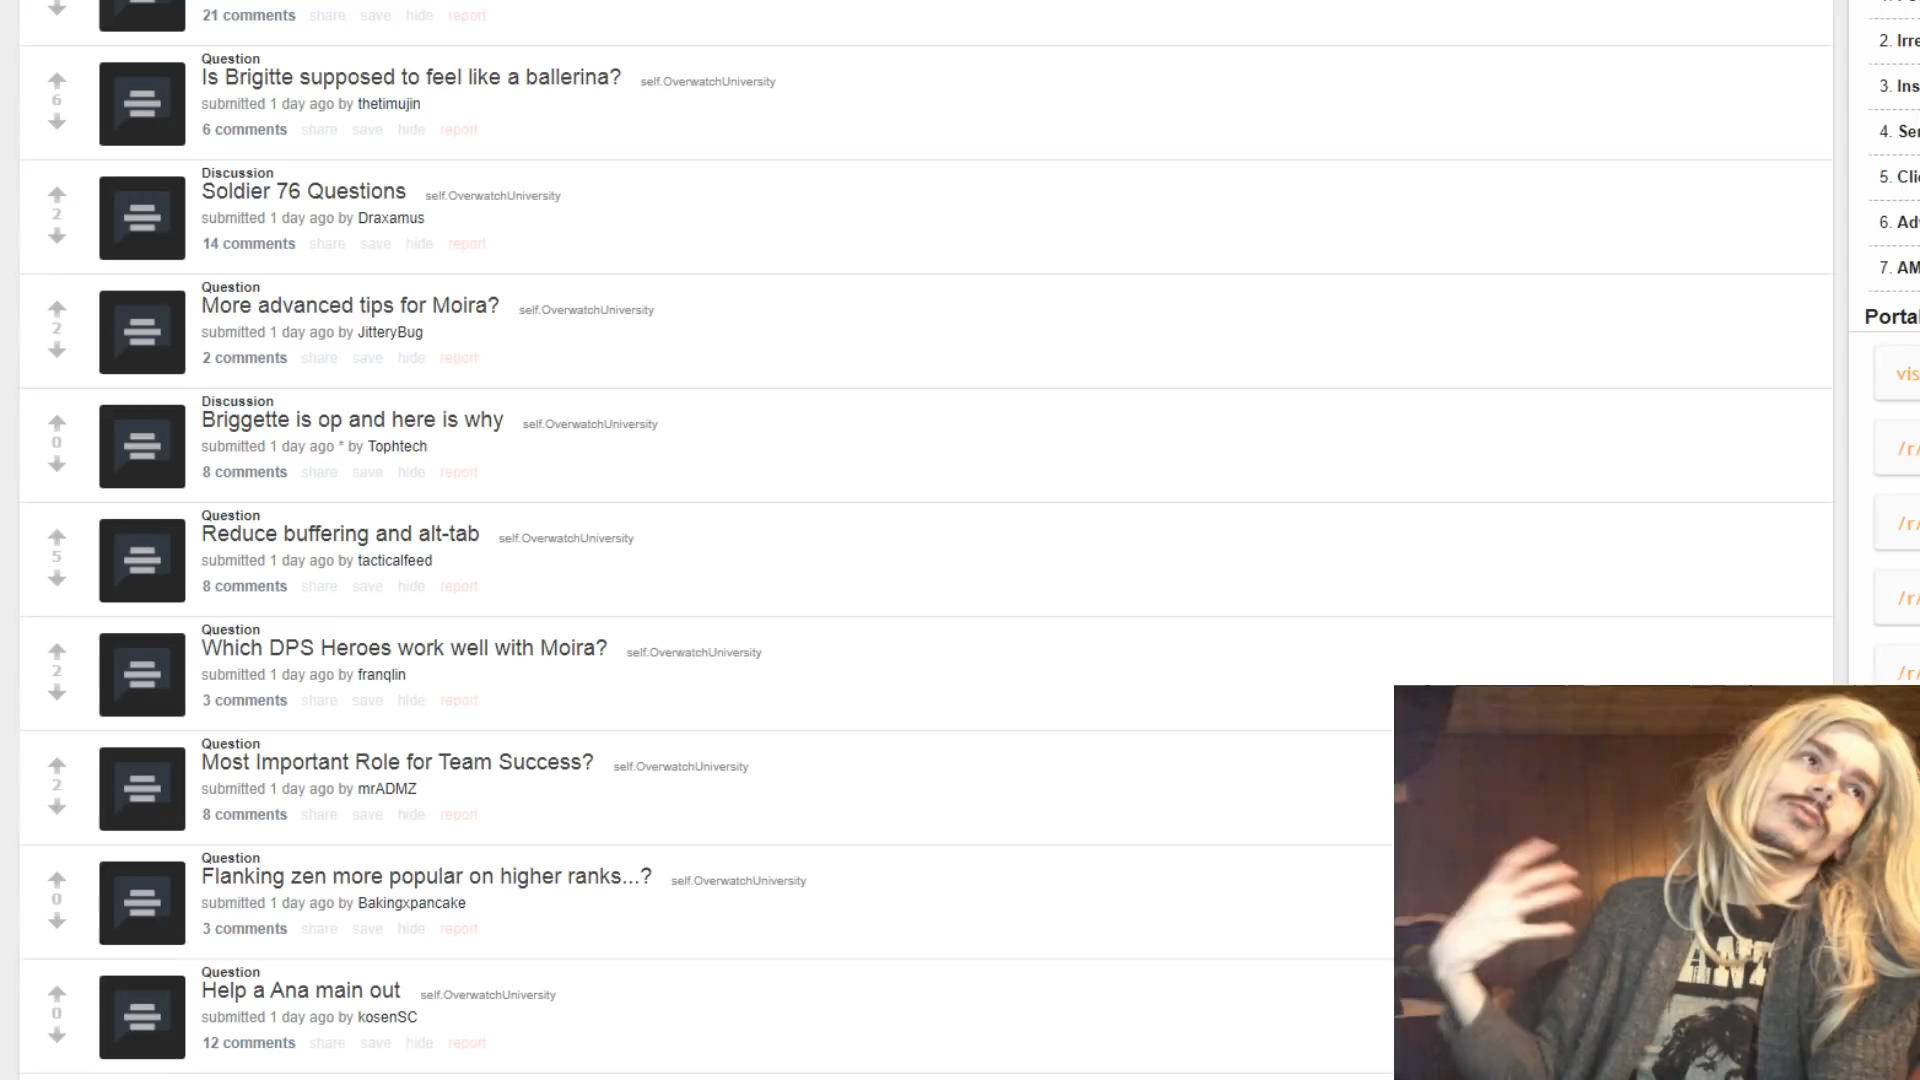 21 comments share save hide report
Question
Is Brigitte supposed to feel like a ballerina? self.OverwatchUniversity
6
submitted 1 day ago by thetimujin
6 comments share save hide report
Discussion
Soldier 76 Questions self.OverwatchUniversity
2
submitted 1 day ago by Draxamus
14 comments share save hide report
Question
More advanced tips for Moira? self.OverwatchUniversity
2
submitted 1 day ago by JitteryBug
2 comments share save hide report
Discussion
Briggette is op and here is why self.OverwatchUniversity
0
submitted 1 day ago * by Tophtech
8 comments share save hide report
Question
Reduce buffering and alt-tab self.OverwatchUniversity
5
submitted 1 day ago by tacticalfeed
8 comments share save hide report
Question
Which DPS Heroes work well with Moira? self.OverwatchUniversity
2
submitted 1 day ago by franqlin
3 comments share save hide report
Question
Most Important Role for Team Success? self.OverwatchUniversity
2
submitted 1 day ago by mrADMZ
8 comments share save hide report
Question
Flanking zen more popular on higher ranks...? self.OverwatchUniversity
0
submitted 1 day ago by Bakingxpancake
3 comments share save hide report
Question
Help a Ana main out self.OverwatchUniversity
0
submitted 1 day ago by kosenSC
12 comments share save hide report
2. Irre
3. Ins
4. Ser
5. Cli
6. Adv
7. AM
Portal
vis
/r/
/r/
/r/
/r/